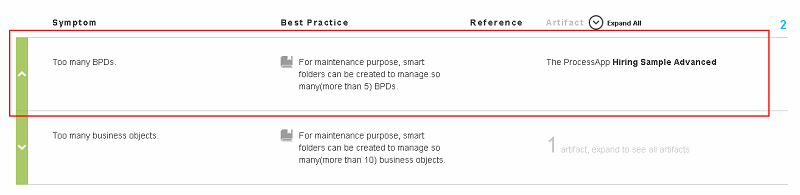 Symptom Best Practice Reference Artifact Expand All 2
Too many BPDs. For maintenance purpose, smart The ProcessApp Hiring Sample Advanced
folders can be created to manage so
many(more than 5) BPDs.
Too many business objects. For maintenance purpose, smart
folders can be created to manage so
many(more than 10) business objects.
1 artifact, expand to see all artifacts